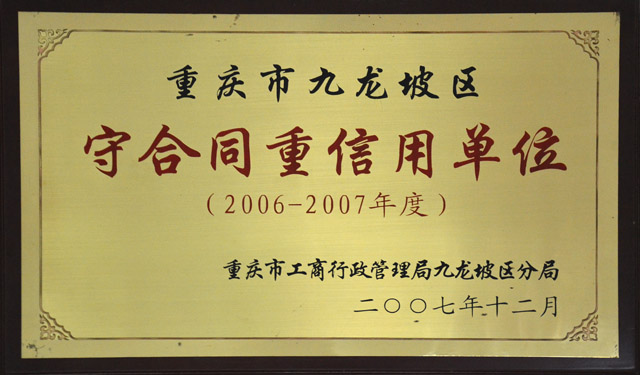 重庆市九龙坡区
守合同重信用单位
（2006-2007年度）
重庆市工商行政管理局九龙坡区分局
二〇〇七年十二月